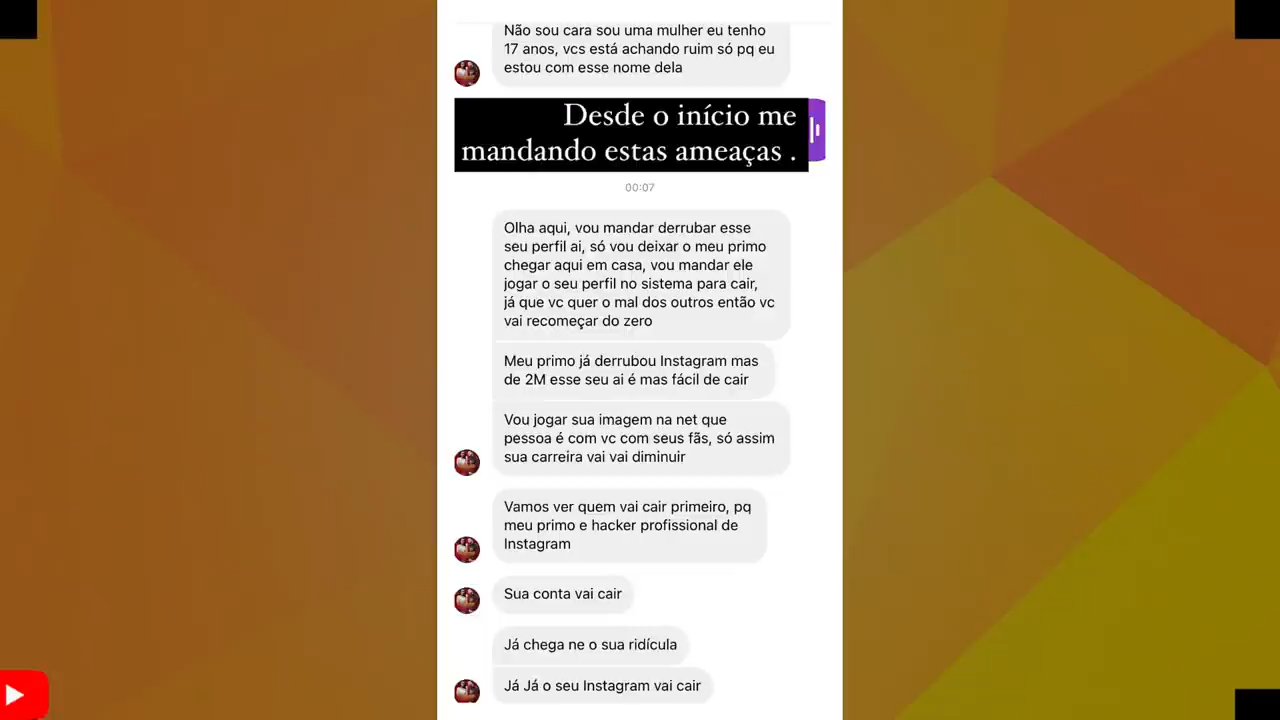 Não sou cara sou uma mulher eu tenho
17 anos, vcs está achando ruim só pq eu
estou com esse nome dela
Desde o início me
mandando estas ameaças .
00:07
Olha aqui, vou mandar derrubar esse
seu perfil ai, só vou deixar o meu primo
chegar aqui em casa, vou mandar ele
jogar o seu perfil no sistema para cair,
já que vc quer o mal dos outros então vc
vai recomeçar do zero
Meu primo já derrubou Instagram mas
de 2M esse seu ai é mas fácil de cair
Vou jogar sua imagem na net que
pessoa é com vc com seus fãs, só assim
sua carreira vai vai diminuir
Vamos ver quem vai cair primeiro, pq
meu primo e hacker profissional de
Instagram
Sua conta vai cair
Já chega ne o sua ridícula
Já Já o seu Instagram vai cair